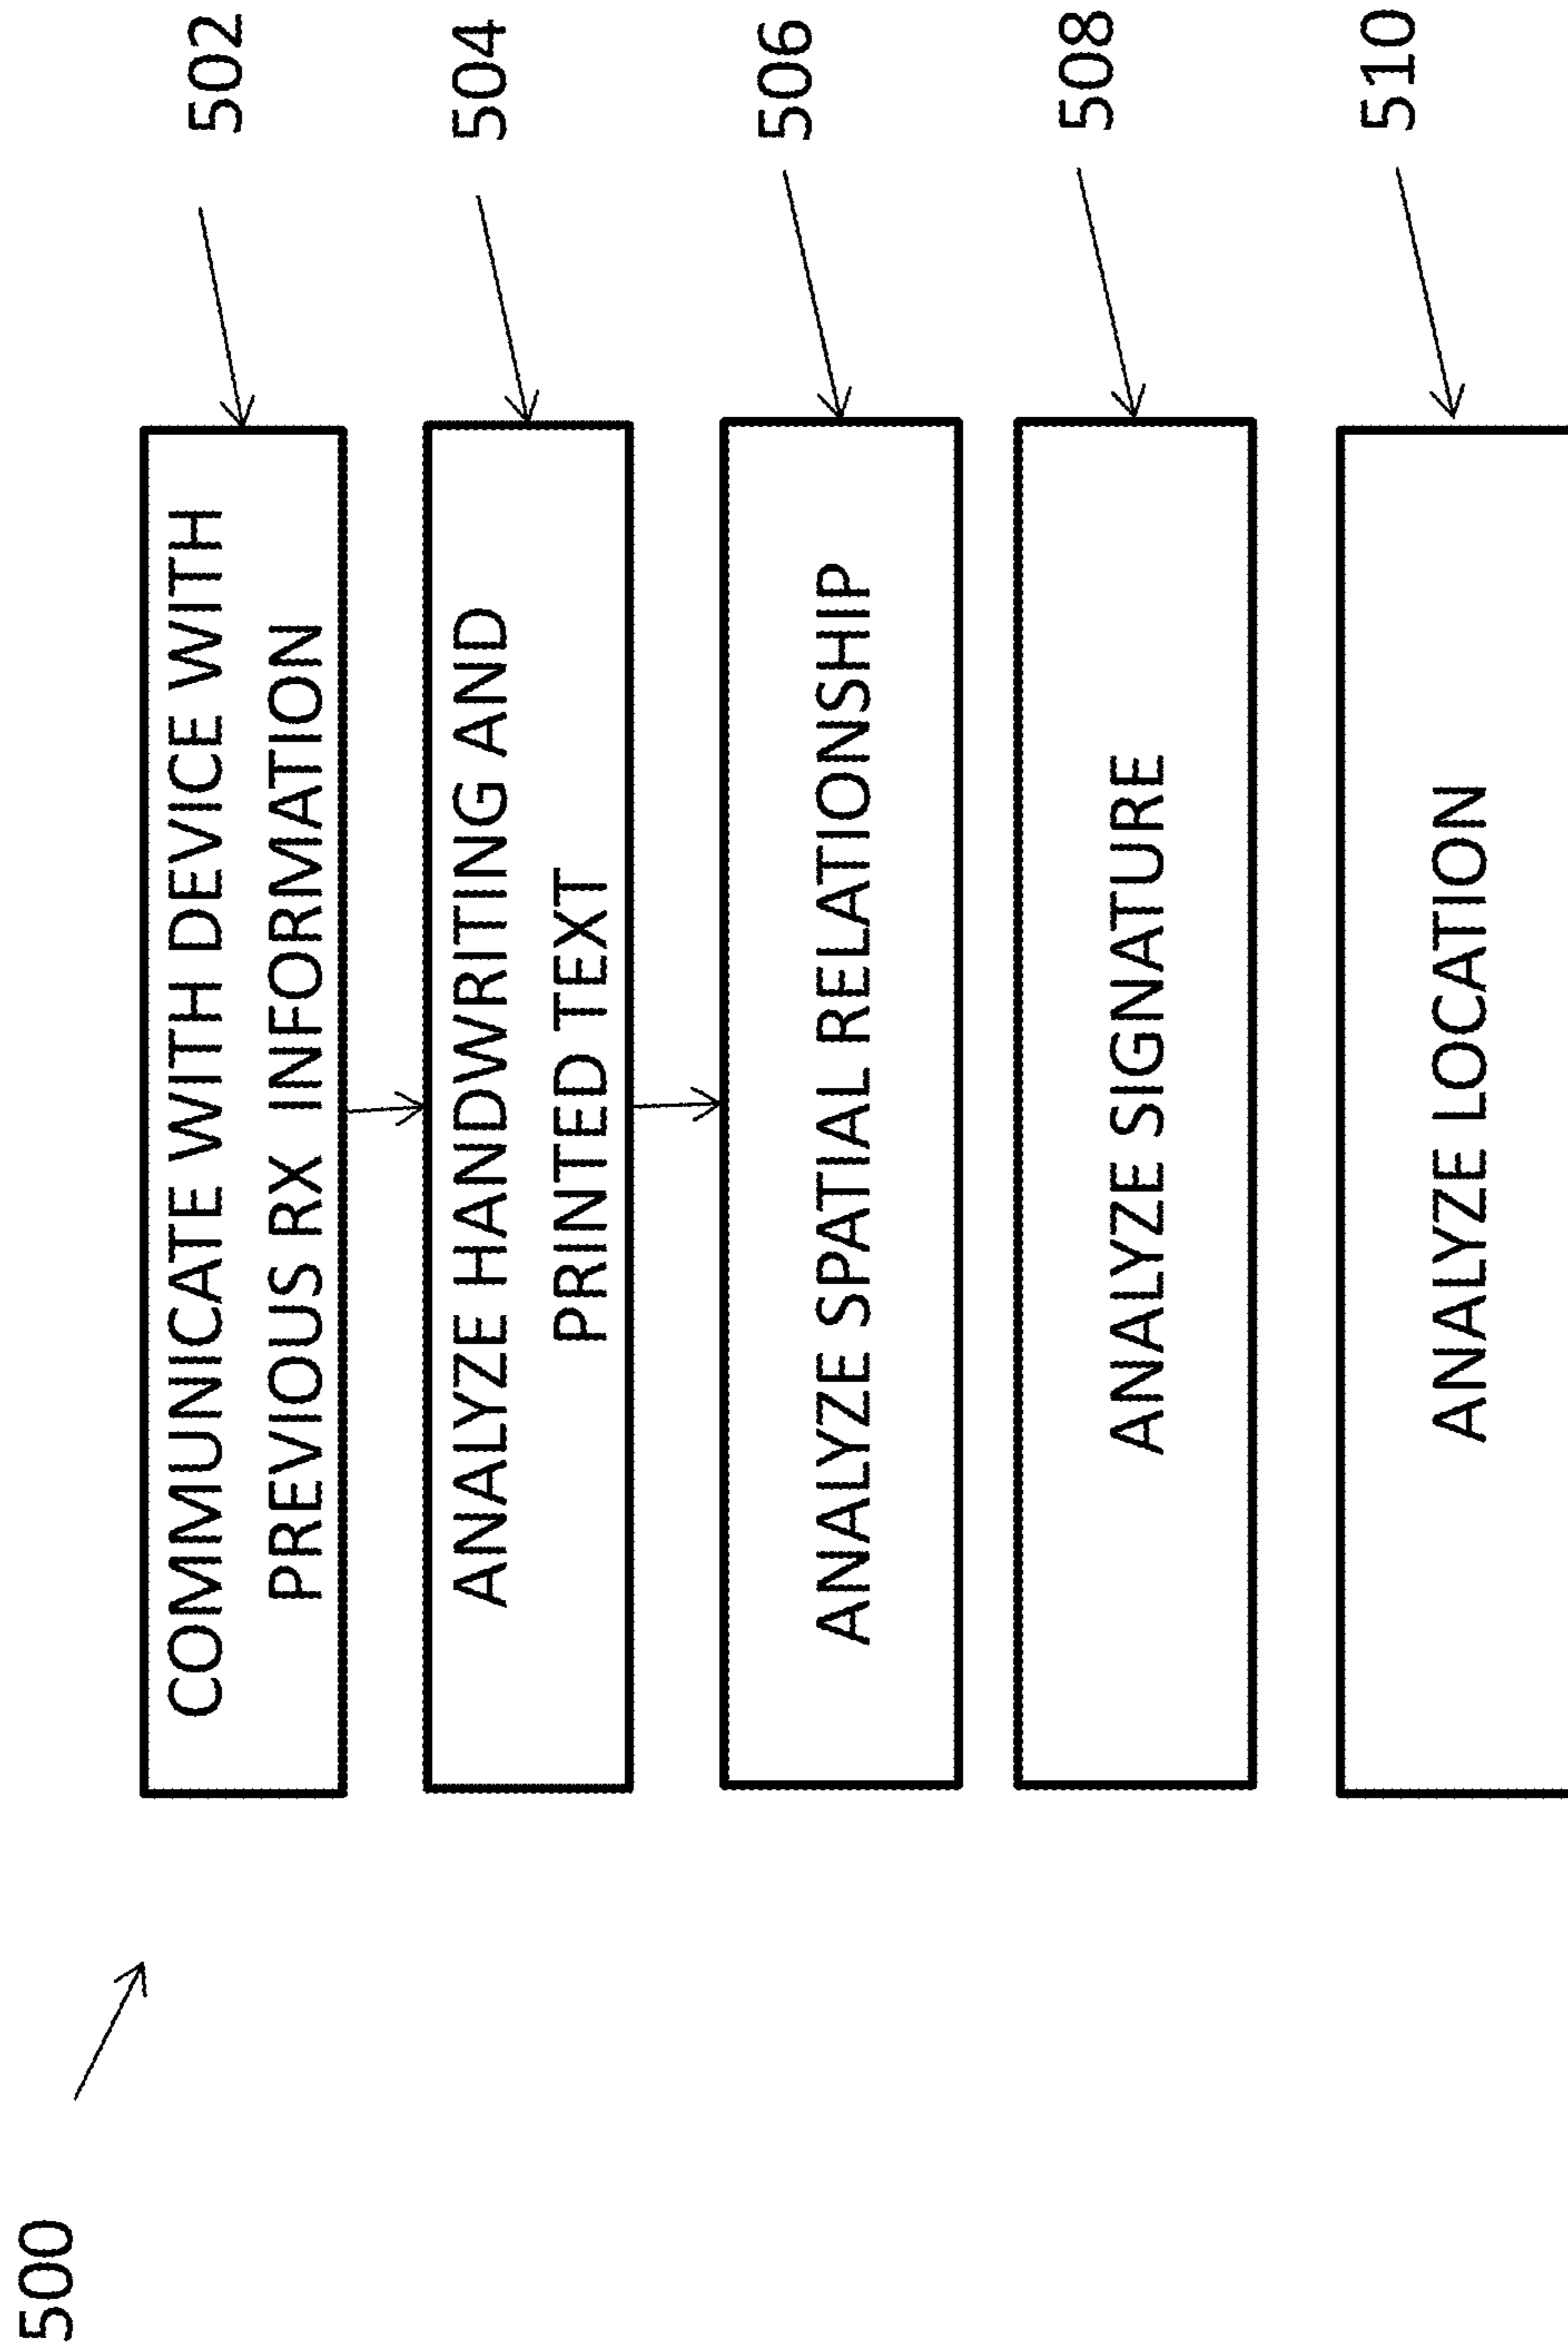 500
COMMUNICATE WITH DEVICE WITH
PREVIOUS RX INFORMATION
502
ANALYZE HANDWRITING AND
PRINTED TEXT
504
ANALYZE SPATIAL RELATIONSHIP
506
ANALYZE SIGNATURE
508
ANALYZE LOCATION
510